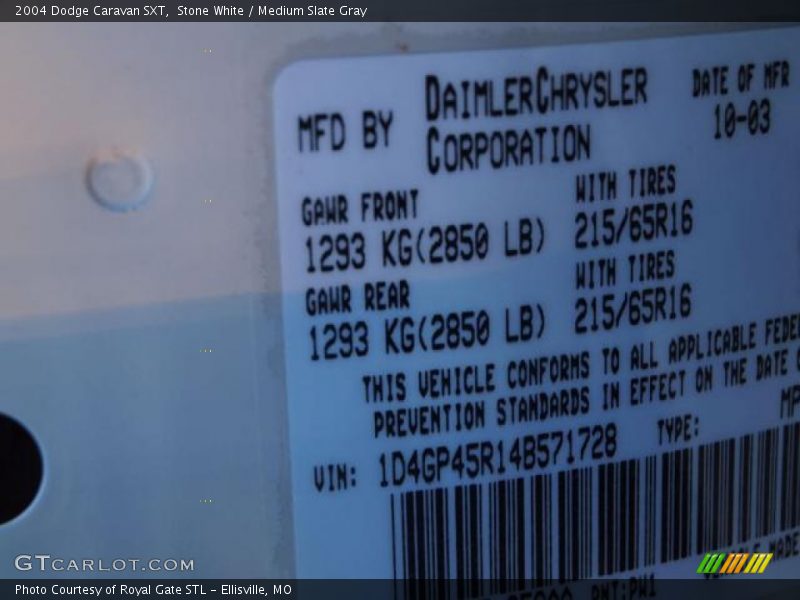 2004 Dodge Caravan SXT,  Stone White / Medium Slate Gray
MFD BY DAIMLERCHRYSLER CORPORATION
DATE OF MFR
10-03
GAWR FRONT
WITH TIRES
1293 KG(2850 LB) 215/65R16
GAWR REAR
WITH TIRES
1293 KG(2850 LB) 215/65R16
THIS VEHICLE CONFORMS TO ALL APPLICABLE
PREVENTION STANDARDS IN EFFECT ON THE DATE
VIN: 1D4GP45R14B571728 TYPE: MP
PNT:PW1
GTCARLOT.COM
Photo Courtesy of Royal Gate STL – Ellisville, MO